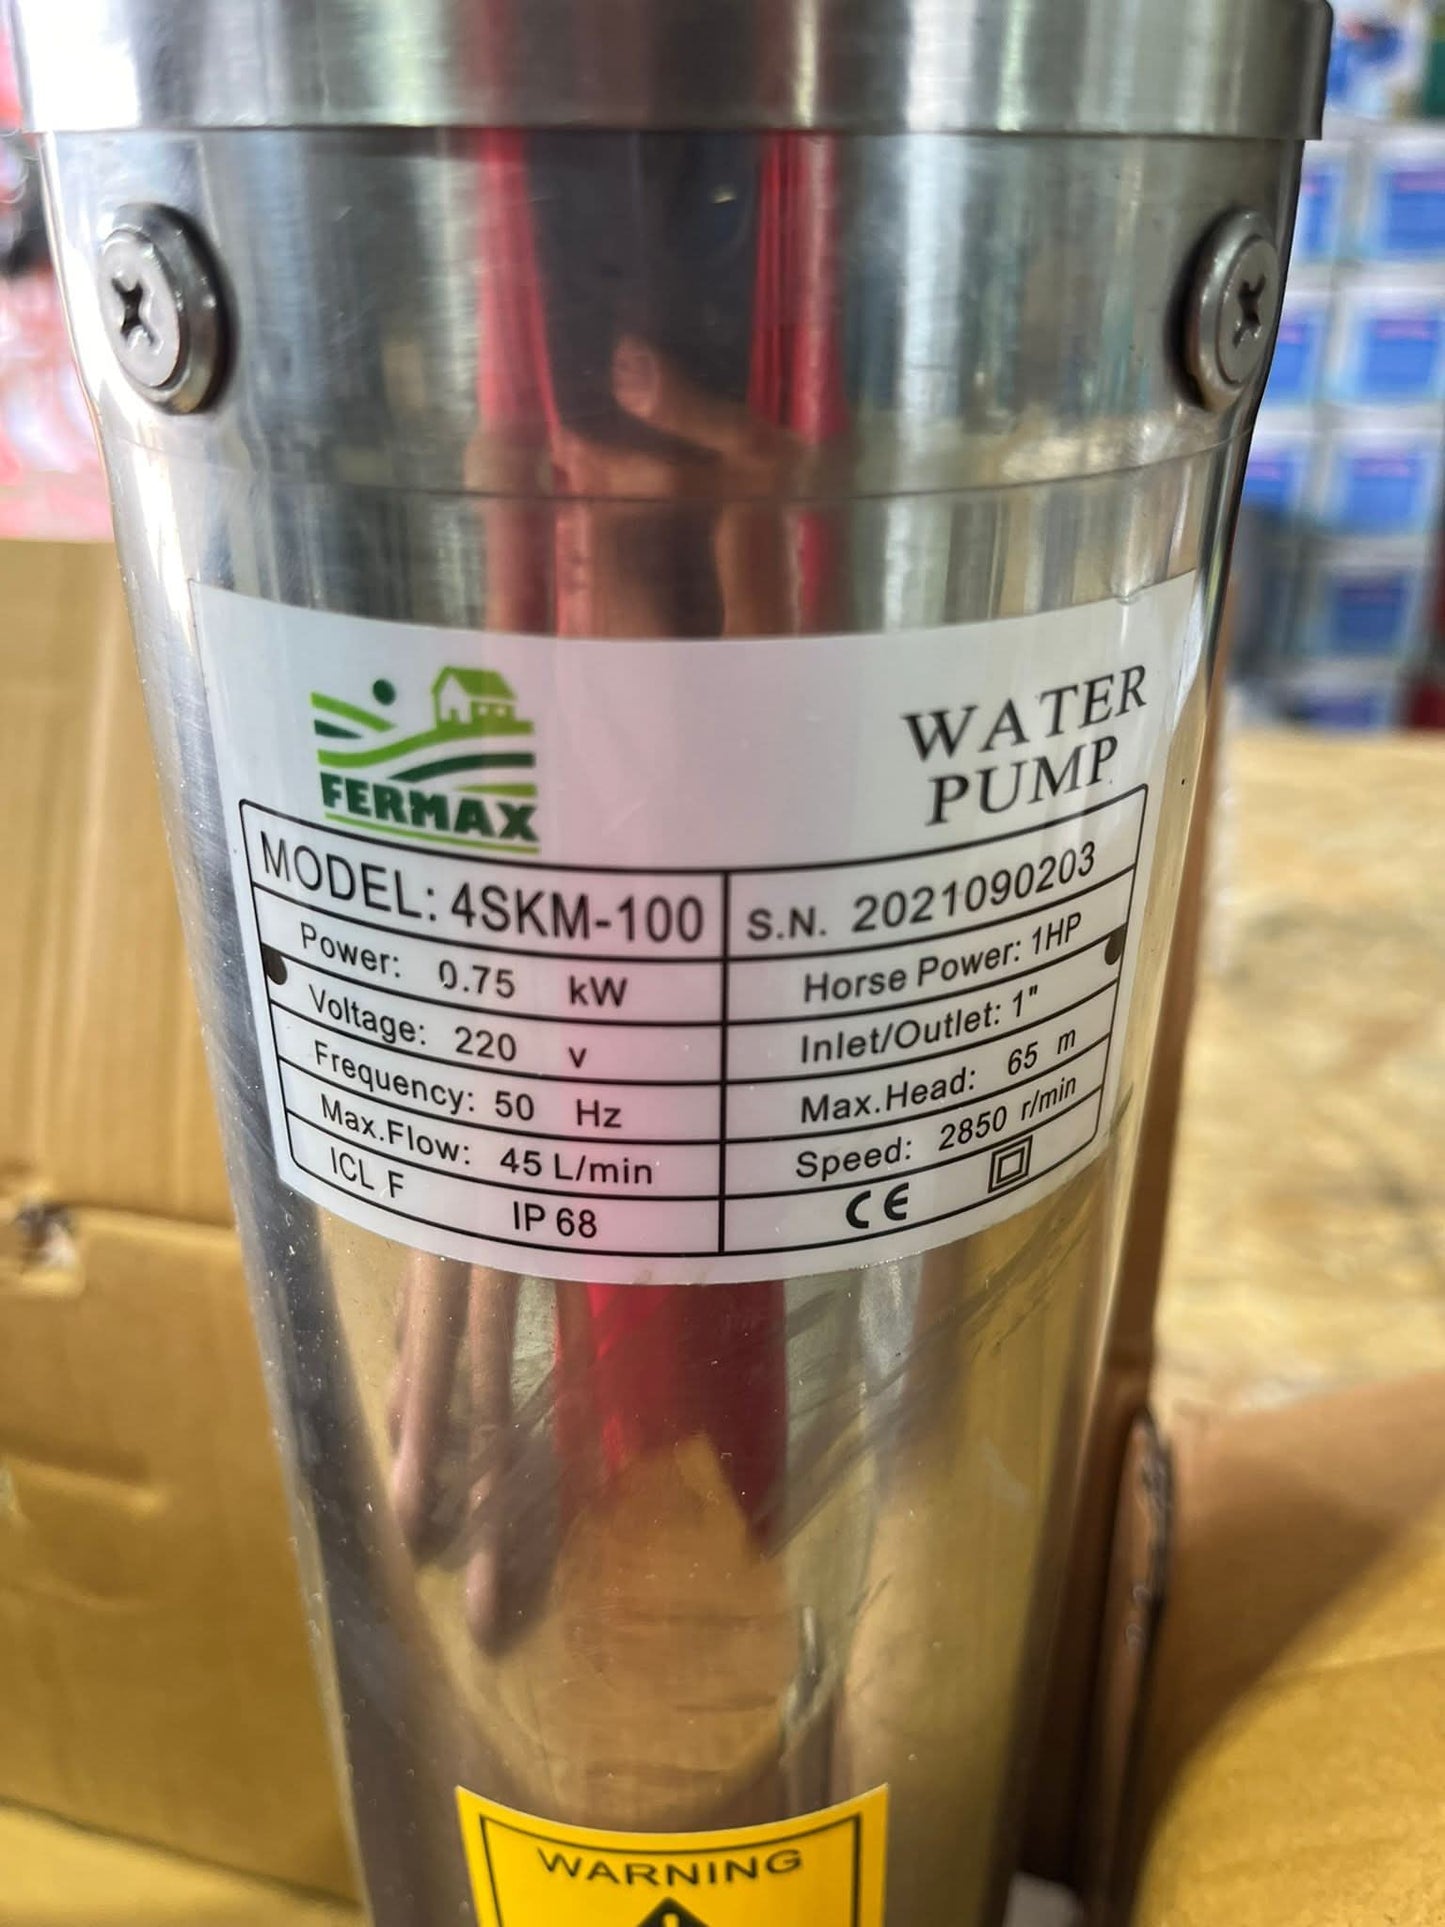 FERMAX
WATER
PUMP
MODEL: 4SKM-100
S.N. 2021090203
Power: 0.75 kW
Horse Power: 1HP
Voltage: 220 v
Inlet/Outlet: 1"
Frequency: 50 Hz
Max.Head: 65 m
Max.Flow: 45 L/min
Speed: 2850 r/min
ICL F IP 68
CE
WARNING